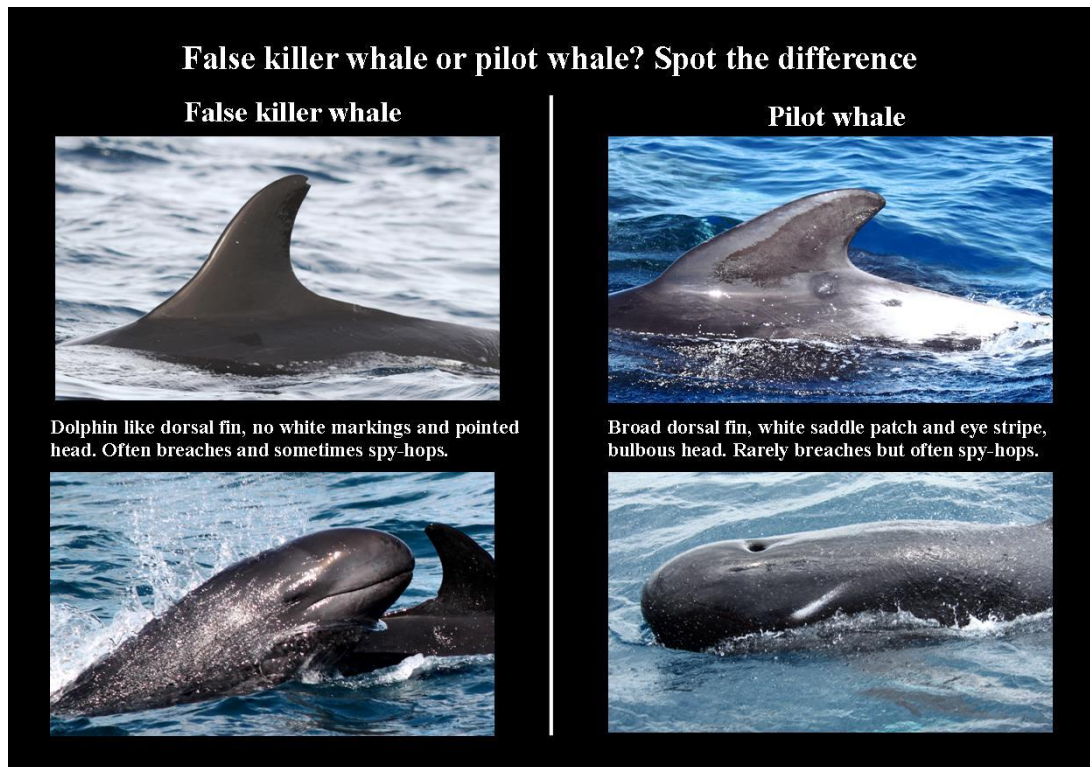 False killer whale or pilot whale? Spot the difference
False killer whale
Dolphin like dorsal fin, no white markings and pointed
head. Often breaches and sometimes spy-hops.
Pilot whale
Broad dorsal fin, white saddle patch and eye stripe,
bulbous head. Rarely breaches but often spy-hops.